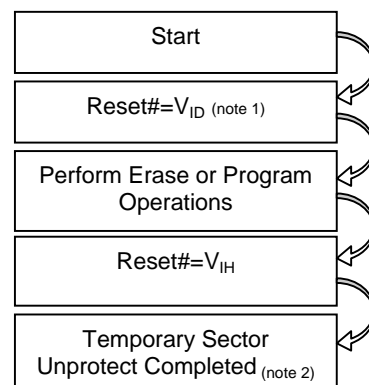 Start
Reset#=VID (note 1)
Perform Erase or Program
Operations
Reset#=VIH
Temporary Sector
Unprotect Completed (note 2)